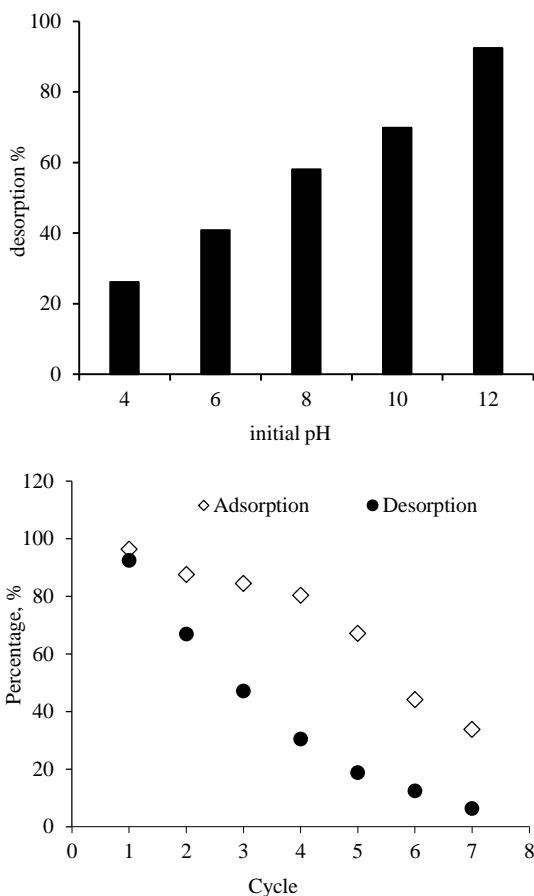 100
80
60
40
20
0
desorption %
4 6 8 10 12
initial pH
120
100
80
60
40
20
0
Percentage, %
Adsorption Desorption
0 1 2 3 4 5 6 7 8
Cycle